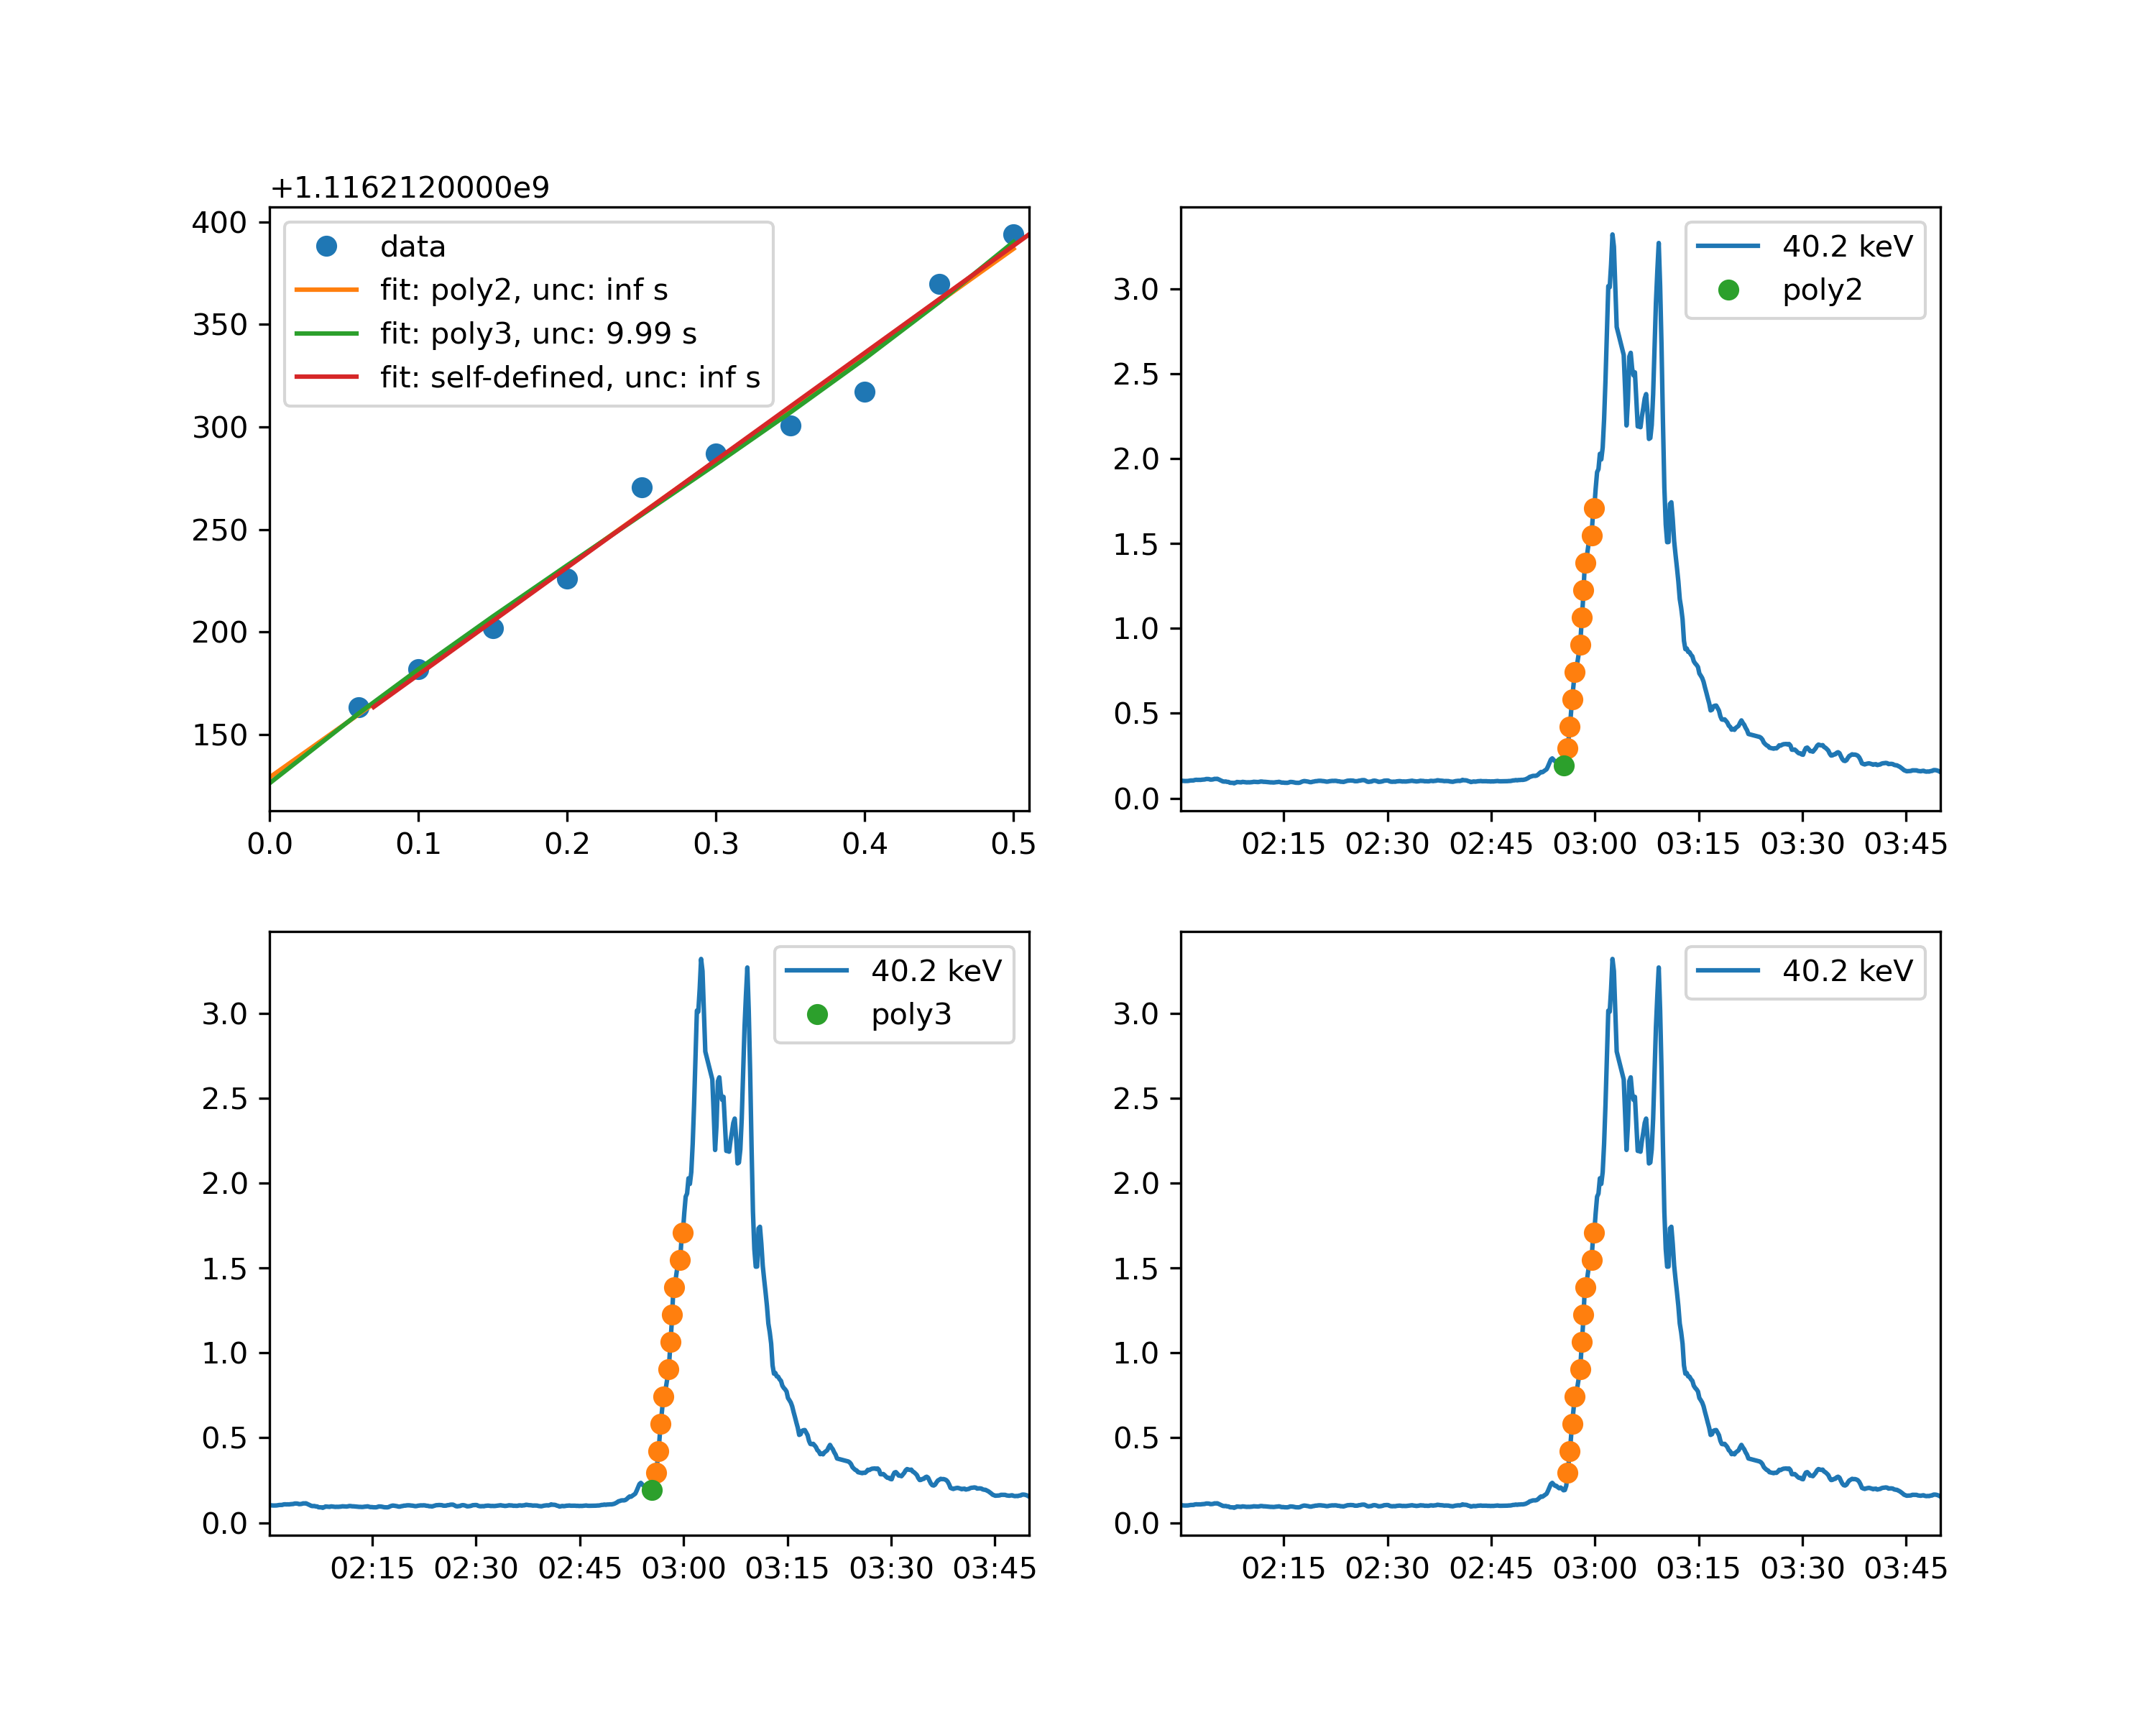 +1.1162120000e9
400
350
300
250
200
150
data
fit: poly2, unc: inf s
fit: poly3, unc: 9.99 s
fit: self-defined, unc: inf s
0.0 0.1 0.2 0.3 0.4 0.5
3.0
2.5
2.0
1.5
1.0
0.5
0.0
40.2 keV
poly2
02:15 02:30 02:45 03:00 03:15 03:30 03:45
3.0
2.5
2.0
1.5
1.0
0.5
0.0
40.2 keV
poly3
02:15 02:30 02:45 03:00 03:15 03:30 03:45
3.0
2.5
2.0
1.5
1.0
0.5
0.0
40.2 keV
02:15 02:30 02:45 03:00 03:15 03:30 03:45